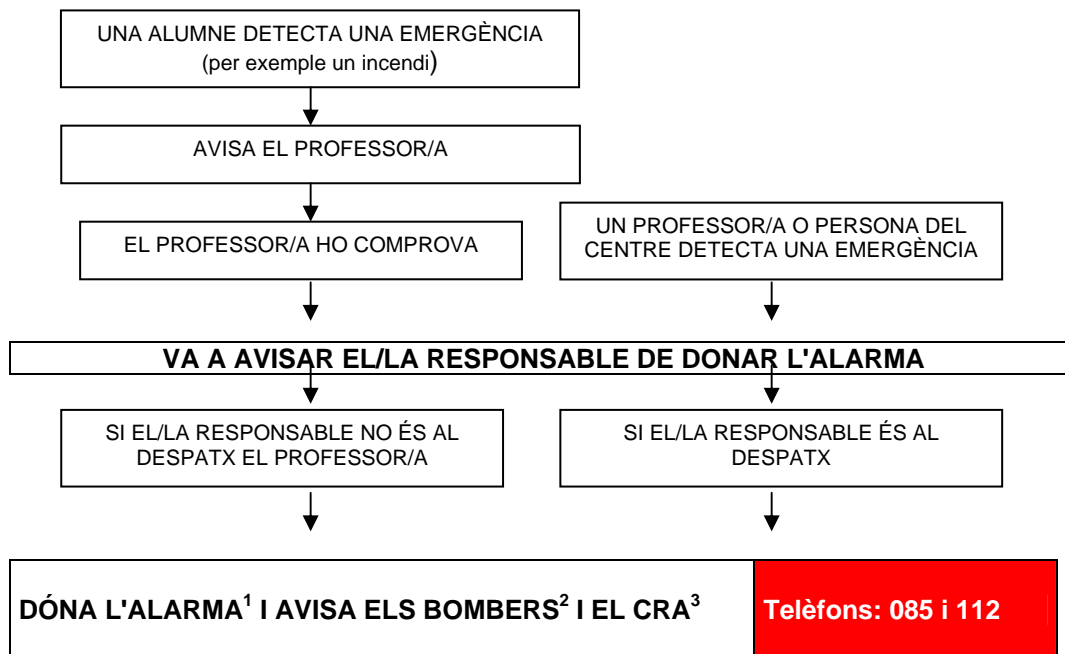 UNA ALUMNE DETECTA UNA EMERGÈNCIA
(per exemple un incendi)
AVISA EL PROFESSOR/A
EL PROFESSOR/A HO COMPROVA
UN PROFESSOR/A O PERSONA DEL
CENTRE DETECTA UNA EMERGÈNCIA
VA A AVISAR EL/LA RESPONSABLE DE DONAR L'ALARMA
SI EL/LA RESPONSABLE NO ÉS AL
DESPATX EL PROFESSOR/A
SI EL/LA RESPONSABLE ÉS AL
DESPATX
DÓNA L'ALARMA¹ I AVISA ELS BOMBERS² I EL CRA³
Telèfons: 085 i 112